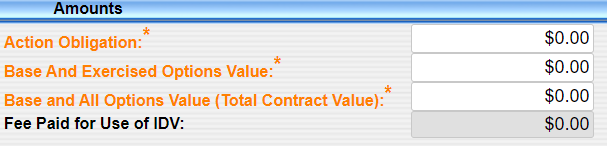 Amounts
Action Obligation:* $0.00
Base And Exercised Options Value:* $0.00
Base and All Options Value (Total Contract Value):* $0.00
Fee Paid for Use of IDV: $0.00